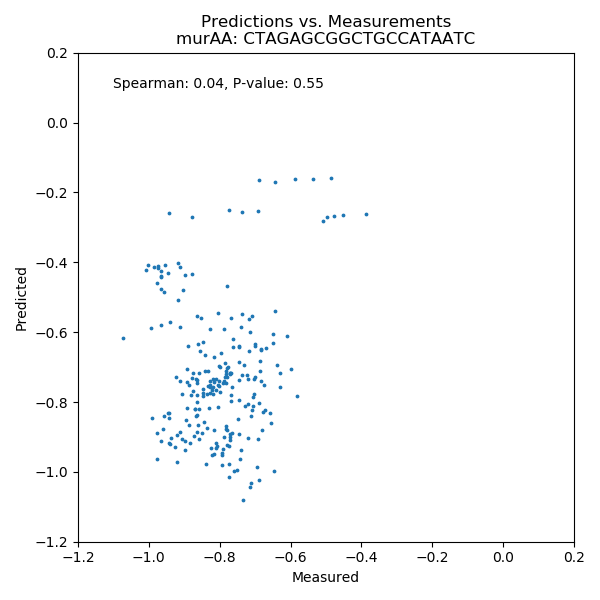 Predictions vs. Measurements
murAA: CTAGAGCGGCTGCCATAATC
Spearman: 0.04, P-value: 0.55
0.2
0.0
−0.2
−0.4
−0.6
−0.8
−1.0
−1.2
Predicted
−1.2 −1.0 −0.8 −0.6 −0.4 −0.2 0.0 0.2
Measured